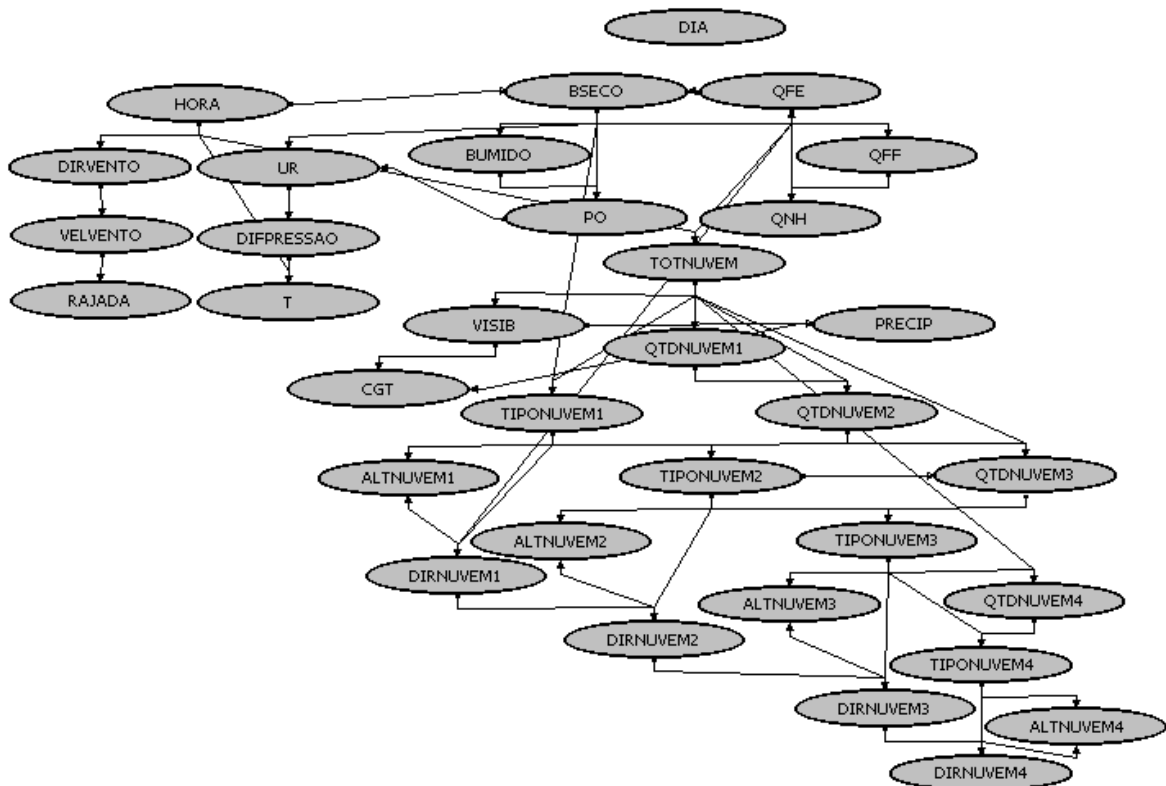 DIA
HORA
BSECO
QFE
DIRVENTO
UR
BUMIDO
QFF
VELVENTO
DIFPRESSAO
PO
QNH
TOTNUVEM
RAJADA
T
VISIB
PRECIP
QTDNUVEM1
CGT
TIPONUVEM1
QTDNUVEM2
ALTNUVEM1
TIPONUVEM2
QTDNUVEM3
ALTNUVEM2
TIPONUVEM3
DIRNUVEM1
ALTNUVEM3
QTDNUVEM4
DIRNUVEM2
TIPONUVEM4
DIRNUVEM3
ALTNUVEM4
DIRNUVEM4